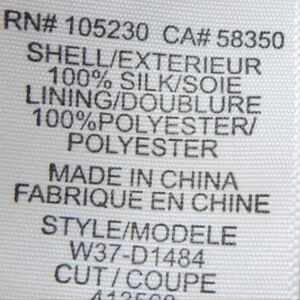 RN# 105230 CA# 58350
SHELL/EXTERIEUR
100% SILK/SOIE
LINING/DOUBLURE
100%POLYESTER/
POLYESTER
MADE IN CHINA
FABRIQUE EN CHINE
STYLE/MODELE
W37-D1484
CUT / COUPE